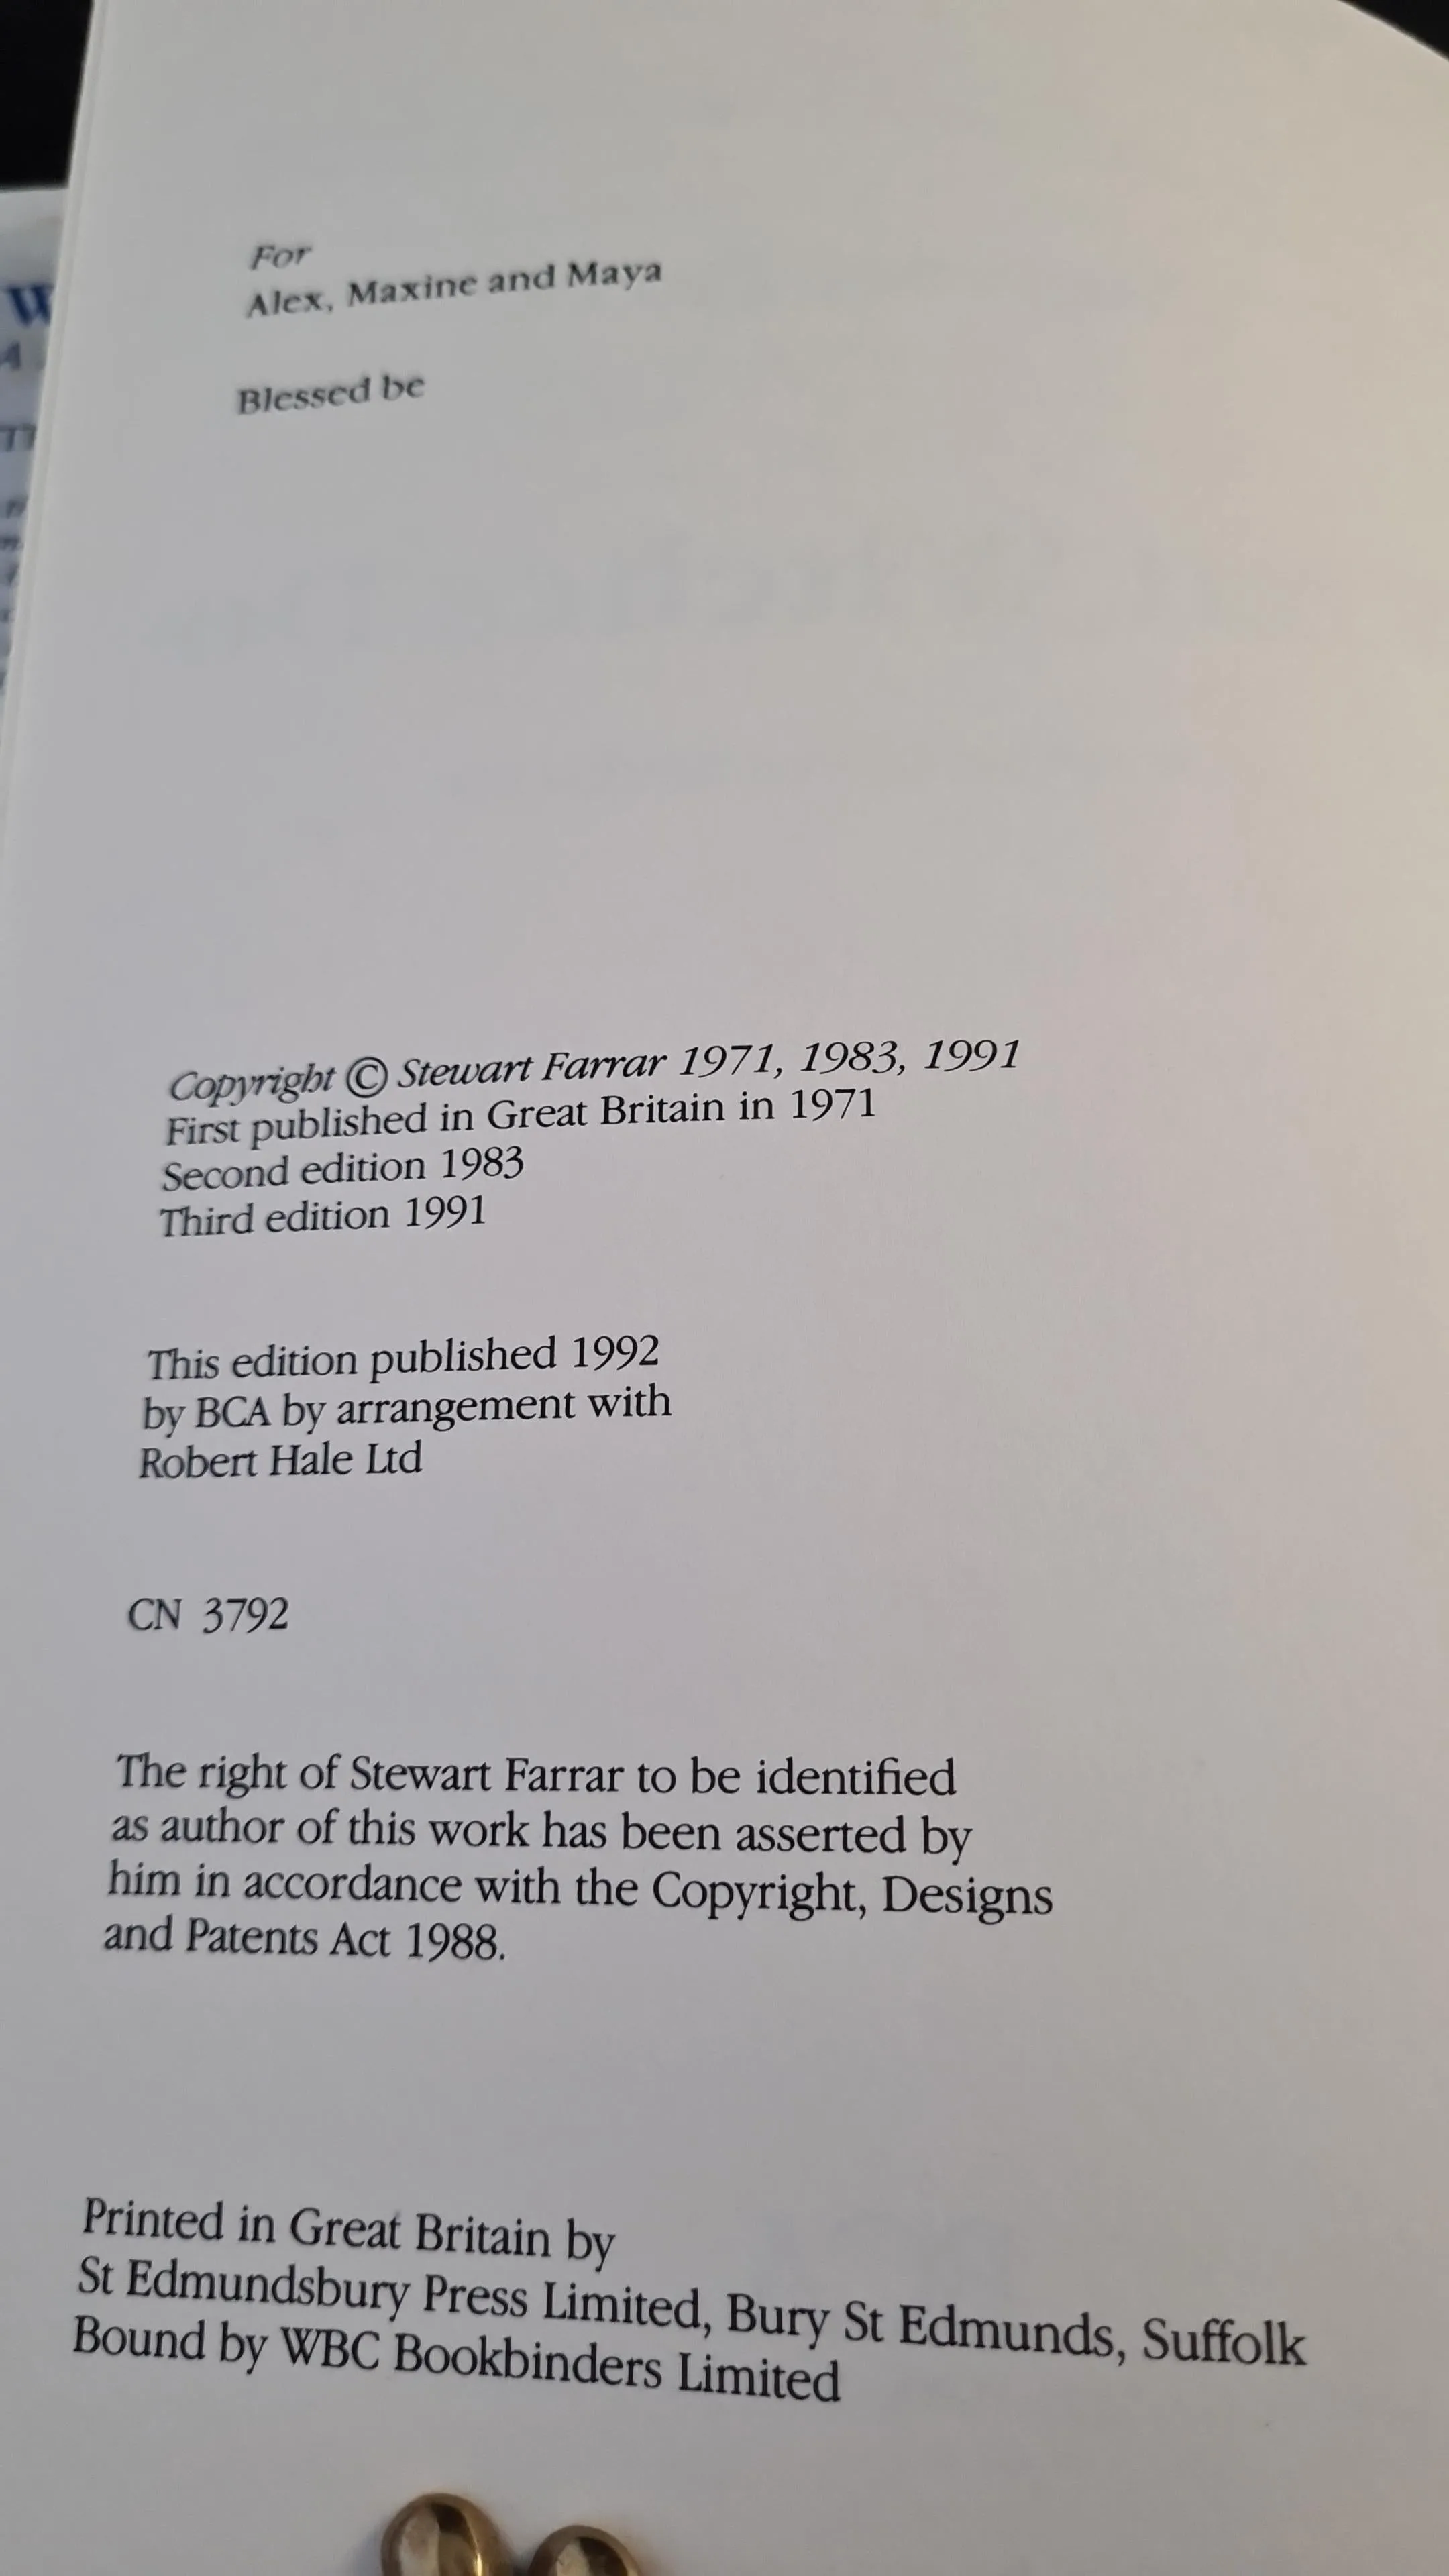 For
Alex, Maxine and Maya
Blessed be
Copyright © Stewart Farrar 1971, 1983, 1991
First published in Great Britain in 1971
Second edition 1983
Third edition 1991
This edition published 1992
by BCA by arrangement with
Robert Hale Ltd
CN 3792
The right of Stewart Farrar to be identified
as author of this work has been asserted by
him in accordance with the Copyright, Designs
and Patents Act 1988.
Printed in Great Britain by
St Edmundsbury Press Limited, Bury St Edmunds, Suffolk
Bound by WBC Bookbinders Limited